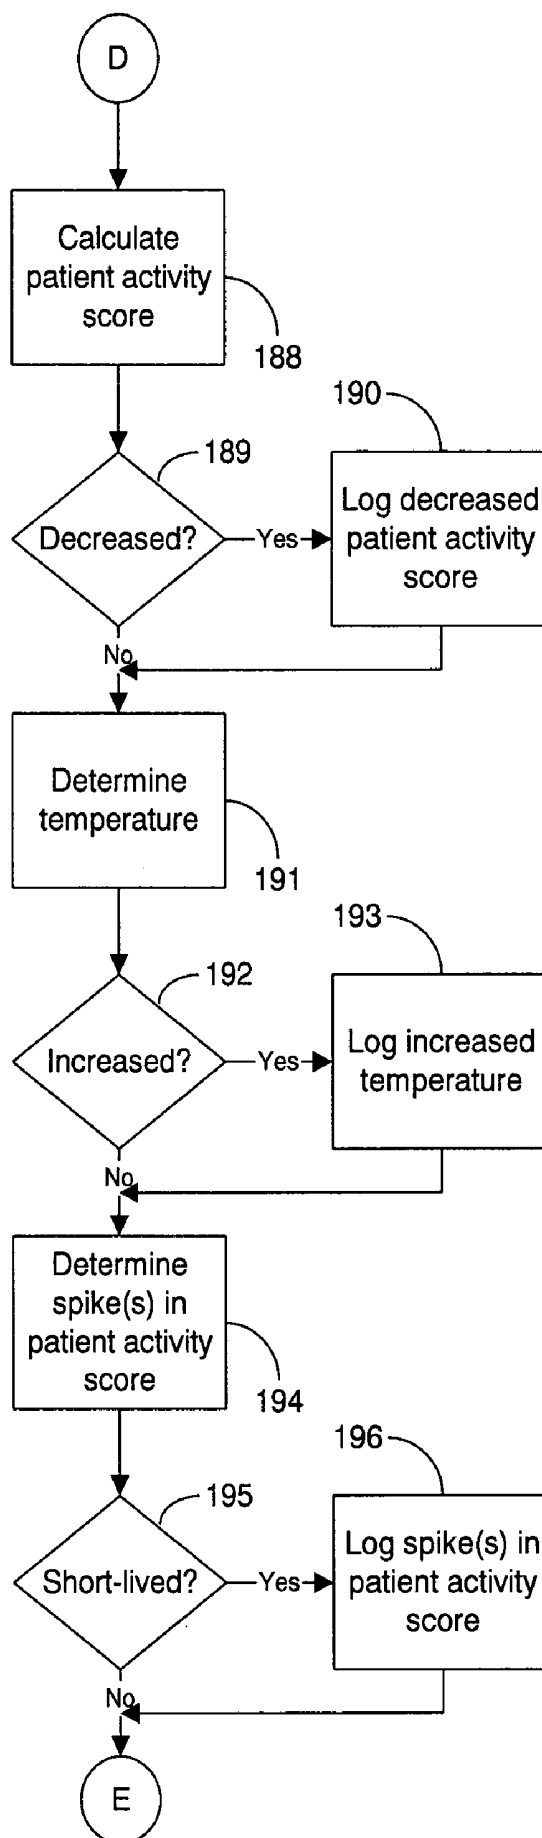 D
Calculate
patient activity
score
188
189
190
Decreased?
Yes
Log decreased
patient activity
score
No
Determine
temperature
191
192
193
Increased?
Yes
Log increased
temperature
No
Determine
spike(s) in
patient activity
score
194
195
196
Short-lived?
Yes
Log spike(s) in
patient activity
score
No
E